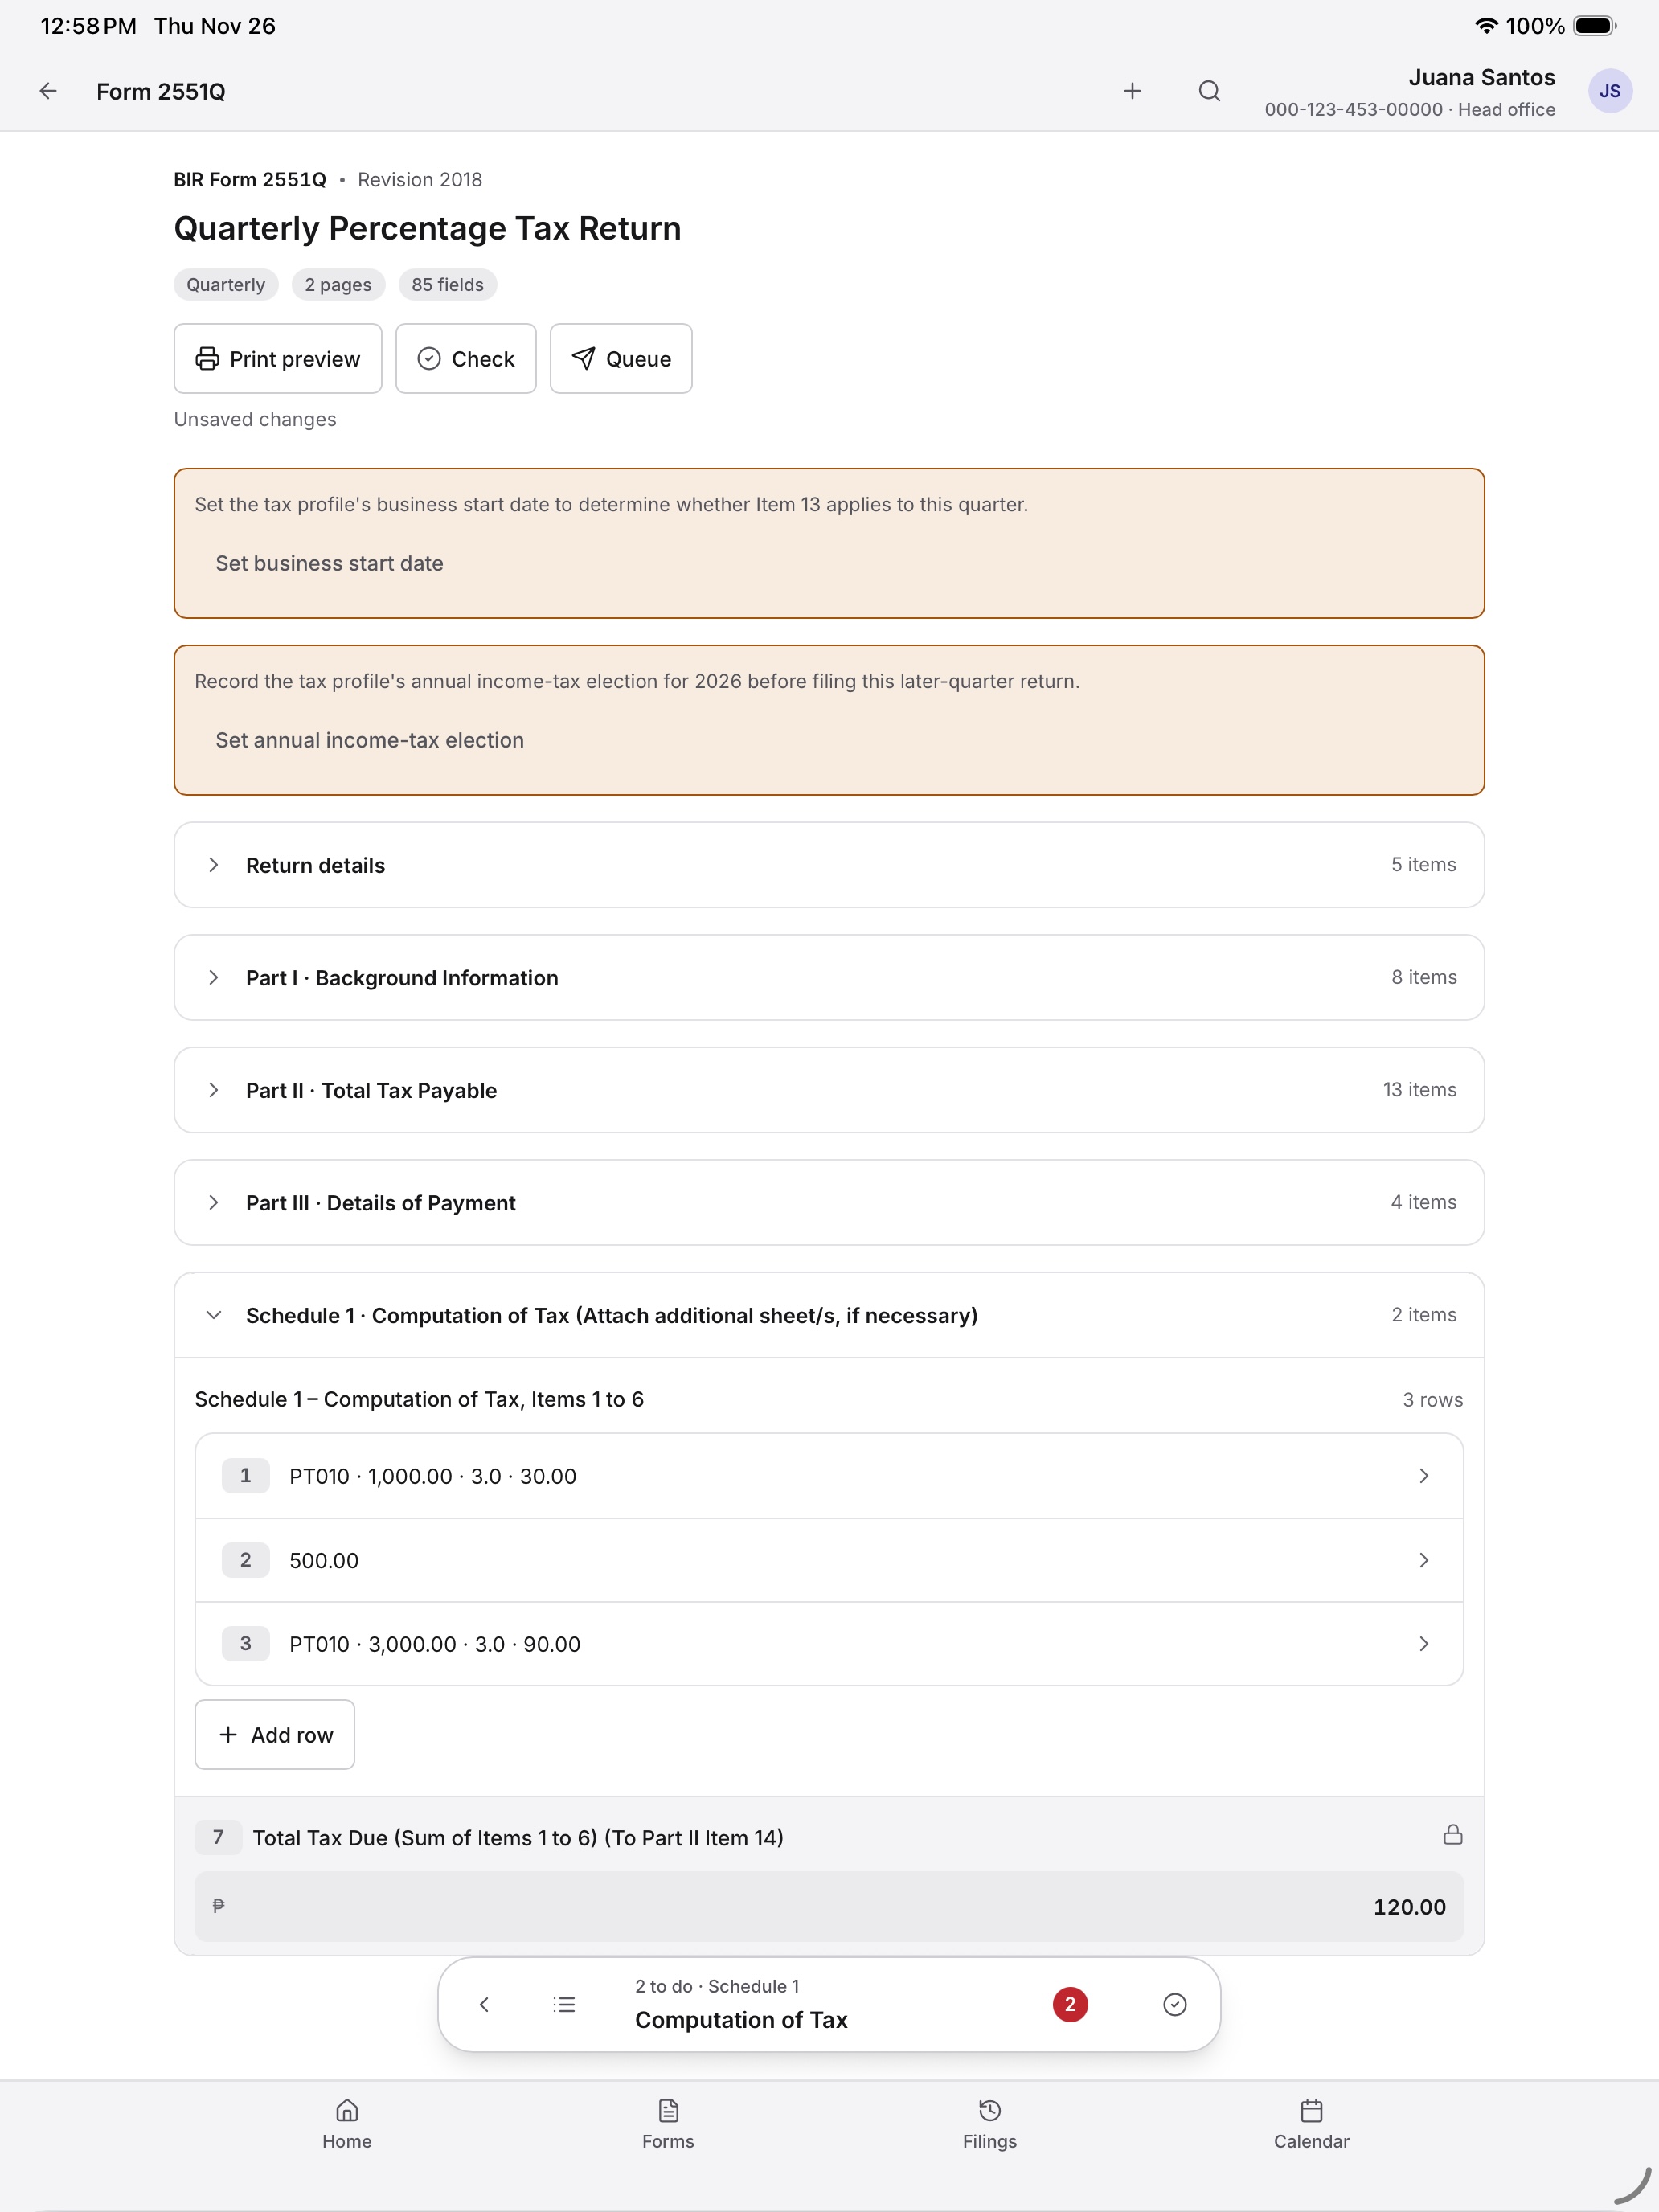 12:58 PM Thu Nov 26
100%
Form 2551Q
Juana Santos
000-123-453-00000 · Head office
JS
BIR Form 2551Q • Revision 2018
Quarterly Percentage Tax Return
Quarterly
2 pages
85 fields
Print preview
Check
Queue
Unsaved changes
Set the tax profile's business start date to determine whether Item 13 applies to this quarter.
Set business start date
Record the tax profile's annual income-tax election for 2026 before filing this later-quarter return.
Set annual income-tax election
Return details
5 items
Part I · Background Information
8 items
Part II · Total Tax Payable
13 items
Part III · Details of Payment
4 items
Schedule 1 · Computation of Tax (Attach additional sheet/s, if necessary)
2 items
Schedule 1 – Computation of Tax, Items 1 to 6
3 rows
1 PT010 · 1,000.00 · 3.0 · 30.00
2 500.00
3 PT010 · 3,000.00 · 3.0 · 90.00
Add row
7 Total Tax Due (Sum of Items 1 to 6) (To Part II Item 14)
₱ 120.00
2 to do · Schedule 1
Computation of Tax
2
Home
Forms
Filings
Calendar